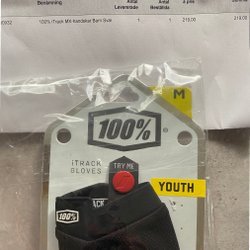 Benämning Antal Levererade Antal Beställda á pris
100% iTrack MX Handskar Barn Svart 1 1 219,00 219,00
M
100%
iTRACK
GLOVES
TRY ME
YOUTH
100%